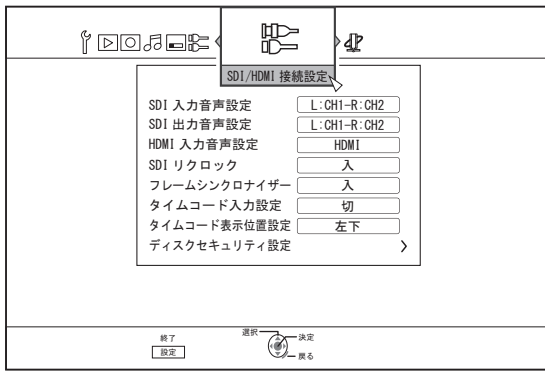 SDI/HDMI 接続設定
SDI 入力音声設定 L:CH1-R:CH2
SDI 出力音声設定 L:CH1-R:CH2
HDMI 入力音声設定 HDMI
SDI リクロック 入
フレームシンクロナイザー 入
タイムコード入力設定 切
タイムコード表示位置設定 左下
ディスクセキュリティ設定
終了
設定
選択
決定
戻る